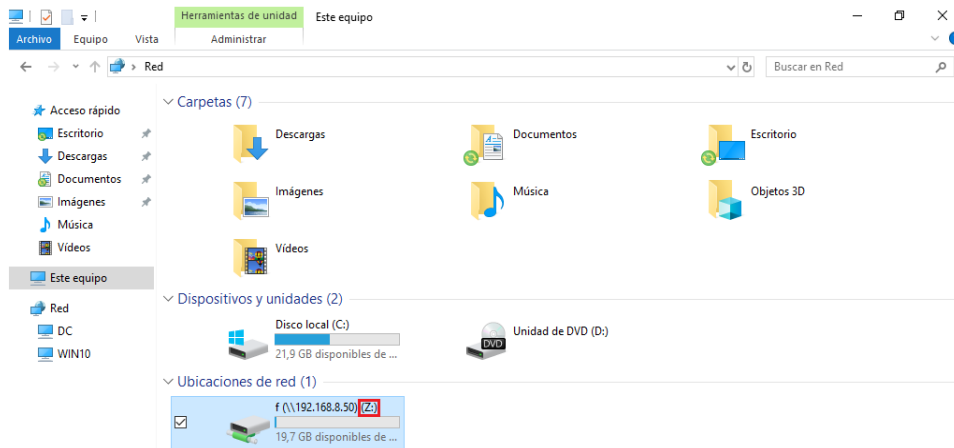 Herramientas de unidad
Este equipo
Archivo
Equipo
Vista
Administrar
Red
Buscar en Red
Acceso rápido
Escritorio
Descargas
Documentos
Imágenes
Música
Vídeos
Este equipo
Red
DC
WIN10
Carpetas (7)
Descargas
Documentos
Escritorio
Imágenes
Música
Objetos 3D
Vídeos
Dispositivos y unidades (2)
Disco local (C:)
21,9 GB disponibles de ...
Unidad de DVD (D:)
DVD
Ubicaciones de red (1)
f (\\192.168.8.50) (Z:)
19,7 GB disponibles de ...